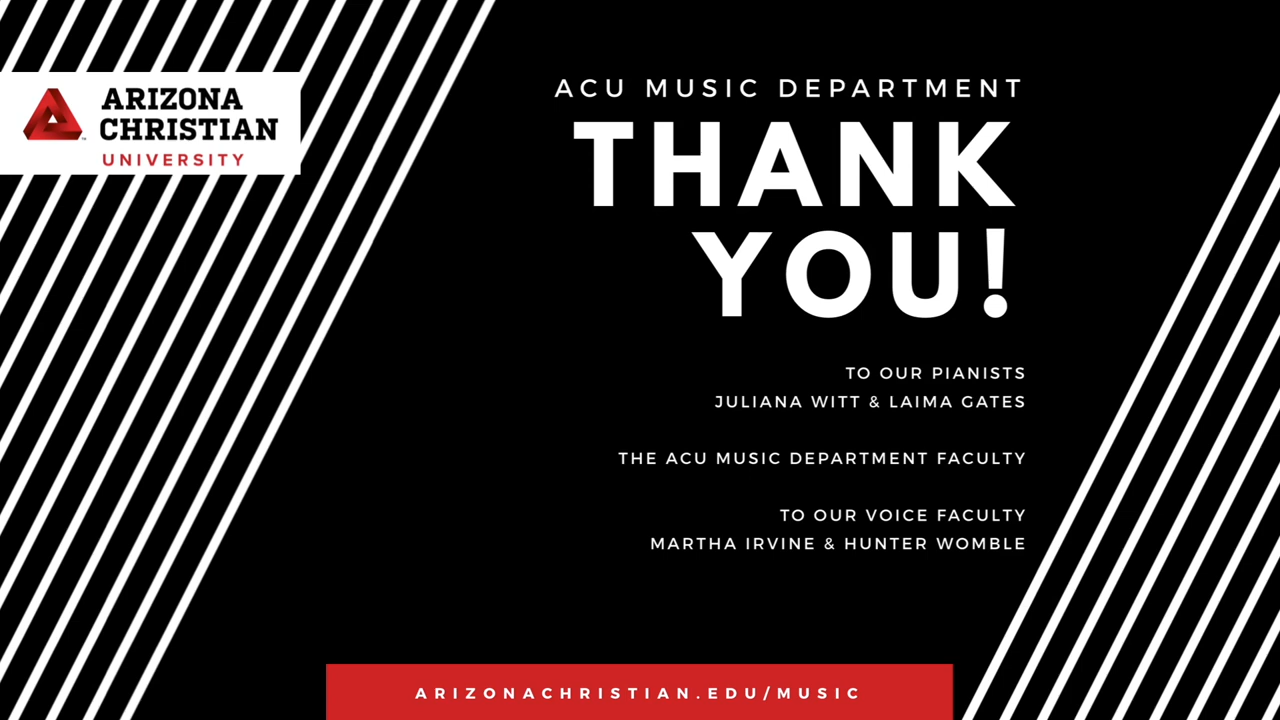 ARIZONA
CHRISTIAN
UNIVERSITY
ACU MUSIC DEPARTMENT
THANK
YOU!
TO OUR PIANISTS
JULIANA WITT & LAIMA GATES
THE ACU MUSIC DEPARTMENT FACULTY
TO OUR VOICE FACULTY
MARTHA IRVINE & HUNTER WOMBLE
ARIZONACHRISTIAN.EDU/MUSIC